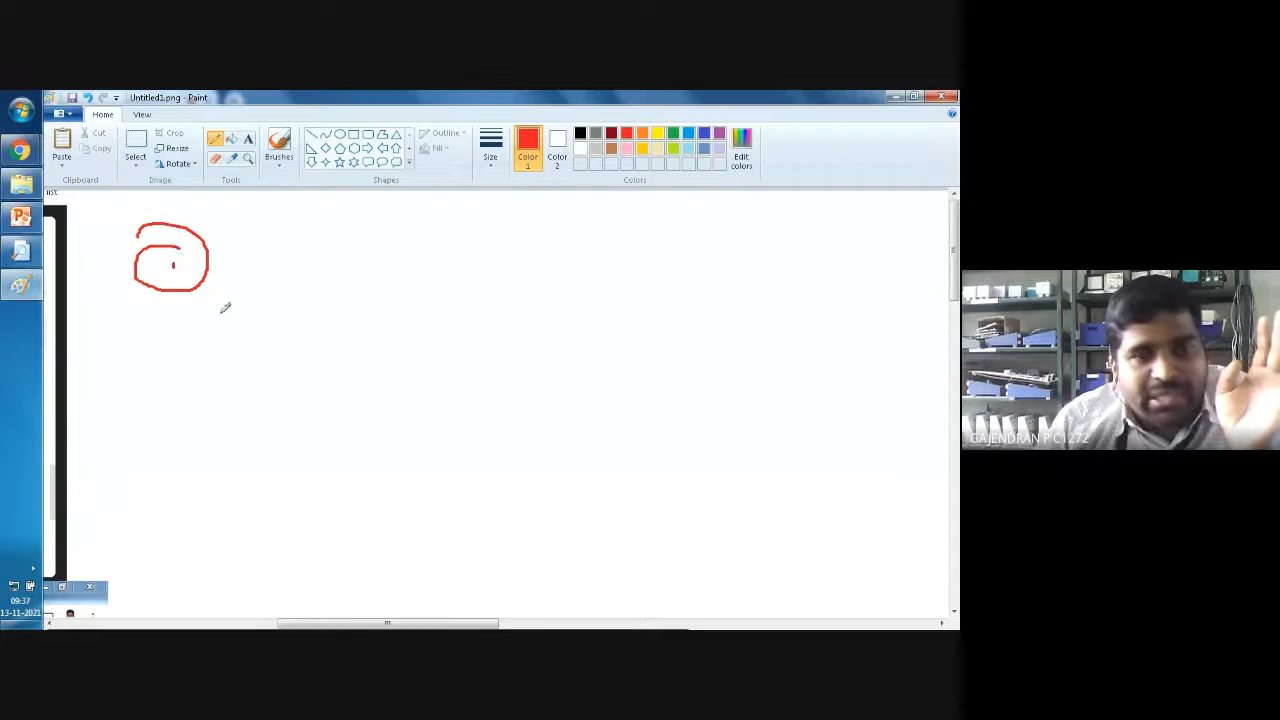 Untitled1.png - Paint
Home
View
Paste
Cut
Copy
Clipboard
Select
Crop
Resize
Rotate
Image
A
Tools
Brushes
Outline
Fill
Shapes
Size
Color 1
Color 2
Edit colors
Colors
list
GAJENDRAN P C1272
09:37
13-11-2021